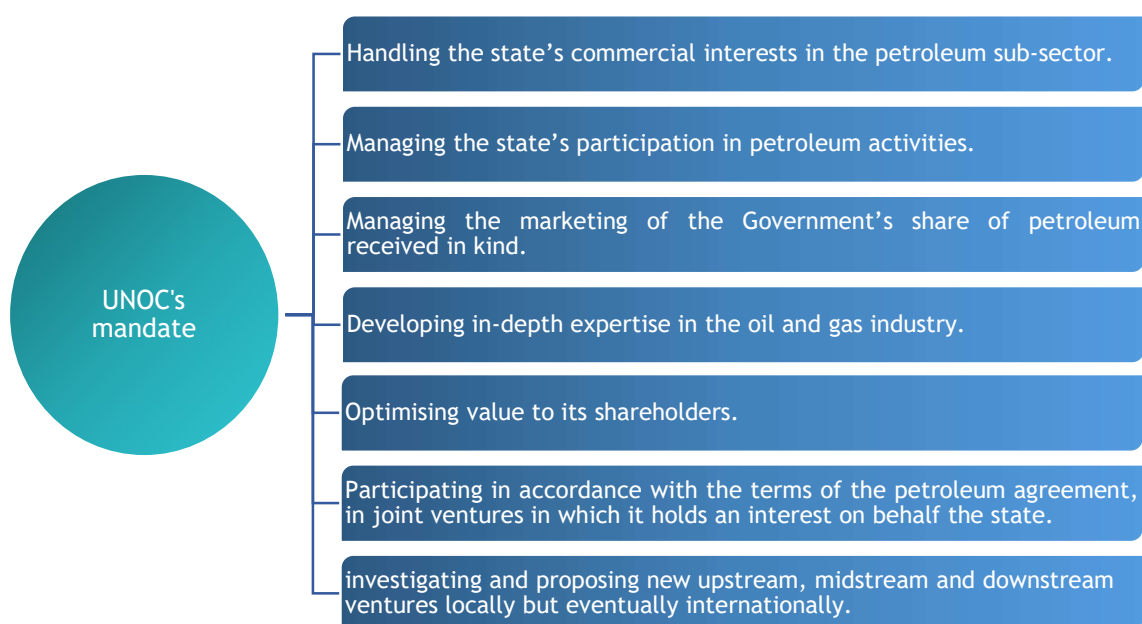 UNOC's
mandate
Handling the state’s commercial interests in the petroleum sub-sector.
Managing the state’s participation in petroleum activities.
Managing the marketing of the Government’s share of petroleum
received in kind.
Developing in-depth expertise in the oil and gas industry.
Optimising value to its shareholders.
Participating in accordance with the terms of the petroleum agreement,
in joint ventures in which it holds an interest on behalf the state.
investigating and proposing new upstream, midstream and downstream
ventures locally but eventually internationally.